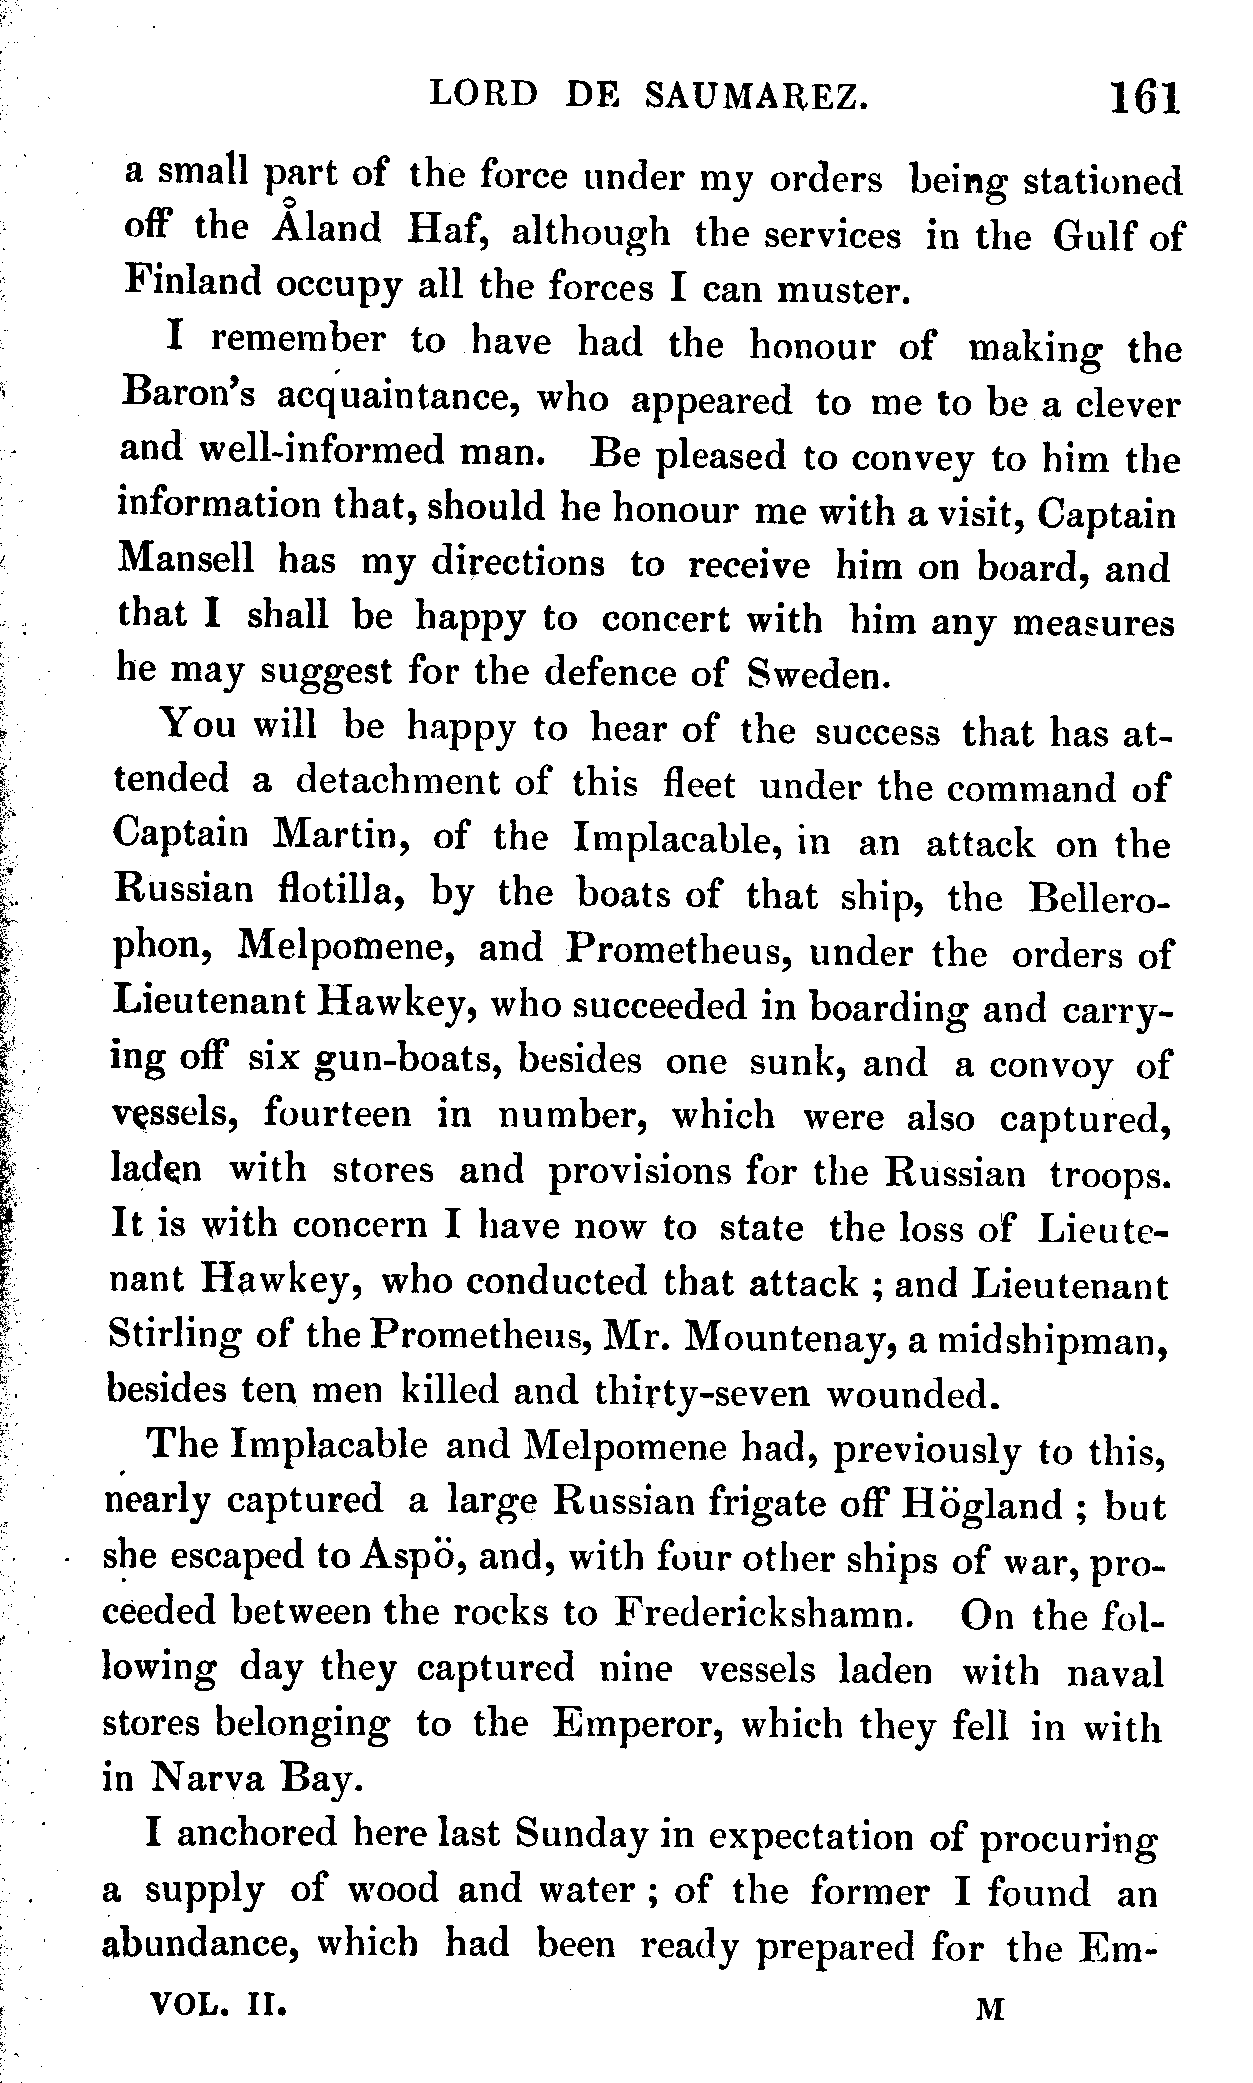 LORD DE SAUMAREZ. 161
a small part of the force under my orders being stationed
off the Åland Haf, although the services in the Gulf of
Finland occupy all the forces I can muster.
I remember to have had the honour of making the
Baron's acquaintance, who appeared to me to be a clever
and well-informed man. Be pleased to convey to him the
information that, should he honour me with a visit, Captain
Mansell has my directions to receive him on board, and
that I shall be happy to concert with him any measures
he may suggest for the defence of Sweden.
You will be happy to hear of the success that has at-
tended a detachment of this fleet under the command of
Captain Martin, of the Implacable, in an attack on the
Russian flotilla, by the boats of that ship, the Bellero-
phon, Melpomene, and Prometheus, under the orders of
Lieutenant Hawkey, who succeeded in boarding and carry-
ing off six gun-boats, besides one sunk, and a convoy of
vessels, fourteen in number, which were also captured,
laden with stores and provisions for the Russian troops.
It is with concern I have now to state the loss of Lieute-
nant Hawkey, who conducted that attack ; and Lieutenant
Stirling of the Prometheus, Mr. Mountenay, a midshipman,
besides ten men killed and thirty-seven wounded.
The Implacable and Melpomene had, previously to this,
nearly captured a large Russian frigate off Högland ; but
she escaped to Aspö, and, with four other ships of war, pro-
ceeded between the rocks to Frederickshamn. On the fol-
lowing day they captured nine vessels laden with naval
stores belonging to the Emperor, which they fell in with
in Narva Bay.
I anchored here last Sunday in expectation of procuring
a supply of wood and water ; of the former I found an
abundance, which had been ready prepared for the Em-
VOL. II. M